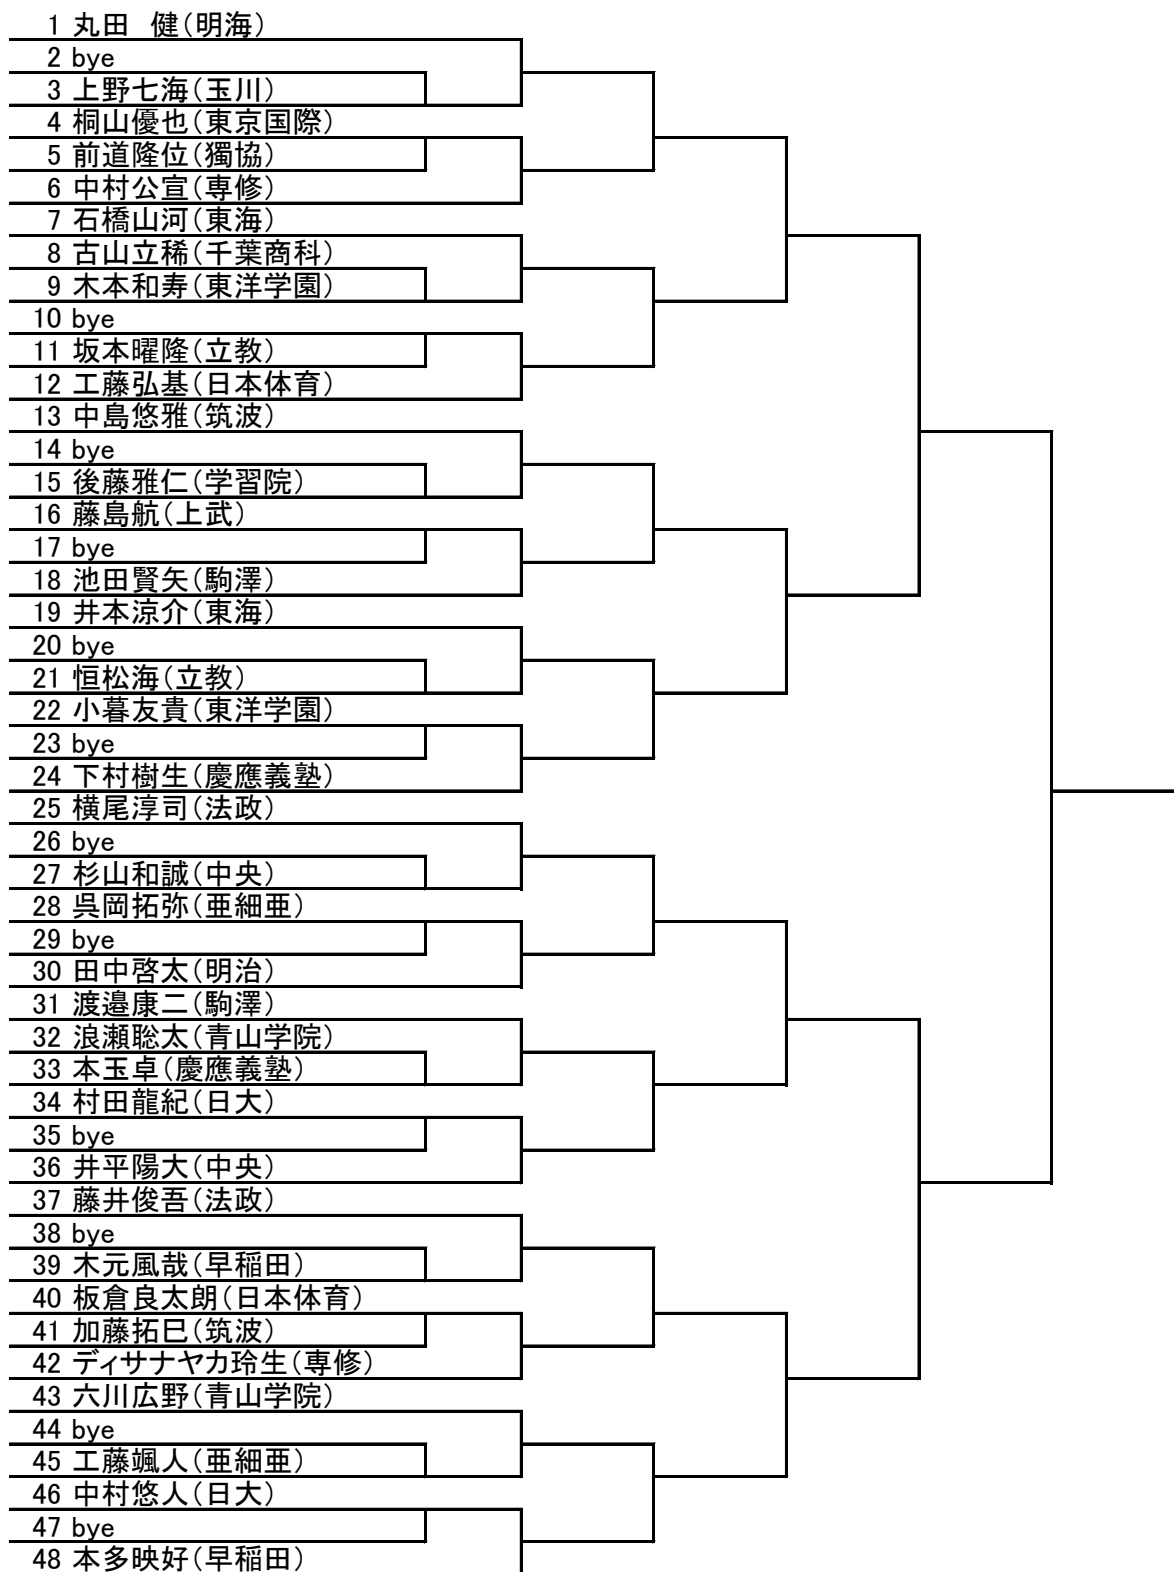 1 丸田　健（明海）
2 bye
3 上野七海（玉川）
4 桐山優也（東京国際）
5 前道隆位（獨協）
6 中村公宣（専修）
7 石橋山河（東海）
8 古山立稀（千葉商科）
9 木本和寿（東洋学園）
10 bye
11 坂本曜隆（立教）
12 工藤弘基（日本体育）
13 中島悠雅（筑波）
14 bye
15 後藤雅仁（学習院）
16 藤島航（上武）
17 bye
18 池田賢矢（駒澤）
19 井本涼介（東海）
20 bye
21 恒松海（立教）
22 小暮友貴（東洋学園）
23 bye
24 下村樹生（慶應義塾）
25 横尾淳司（法政）
26 bye
27 杉山和誠（中央）
28 呉岡拓弥（亜細亜）
29 bye
30 田中啓太（明治）
31 渡邉康二（駒澤）
32 浪瀬聡太（青山学院）
33 本玉卓（慶應義塾）
34 村田龍紀（日大）
35 bye
36 井平陽大（中央）
37 藤井俊吾（法政）
38 bye
39 木元風哉（早稲田）
40 板倉良太朗（日本体育）
41 加藤拓巳（筑波）
42 ディサナヤカ玲生（専修）
43 六川広野（青山学院）
44 bye
45 工藤颯人（亜細亜）
46 中村悠人（日大）
47 bye
48 本多映好（早稲田）